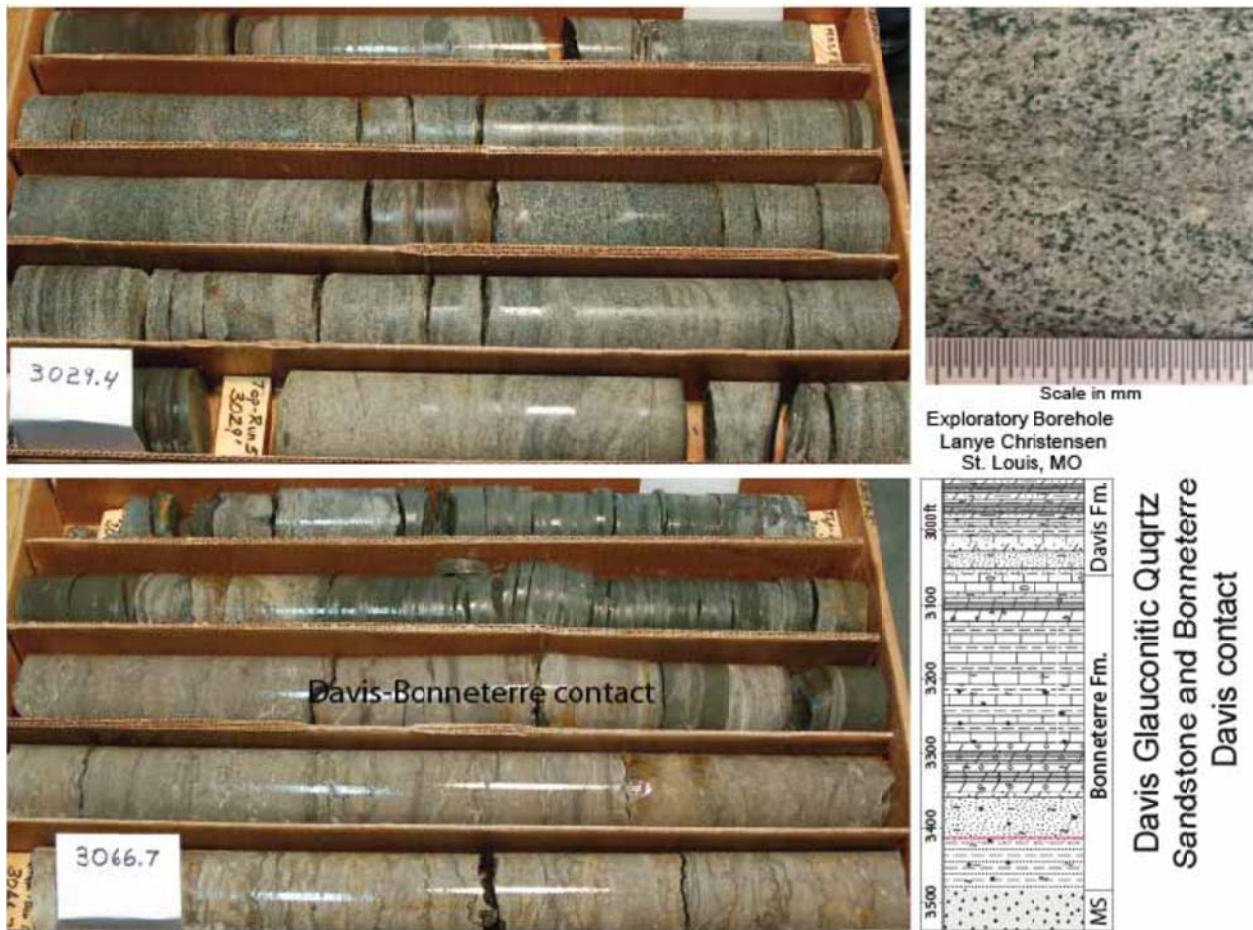 3029.4
Top-Run 5
3029'
Scale in mm
Exploratory Borehole
Lanye Christensen
St. Louis, MO
Davis-Bonneterre contact
3066.7
3000ft
3100
3200
3300
3400
3500
Davis Fm.
Bonneterre Fm.
MS
Davis Glauconitic Quqrtz
Sandstone and Bonneterre
Davis contact